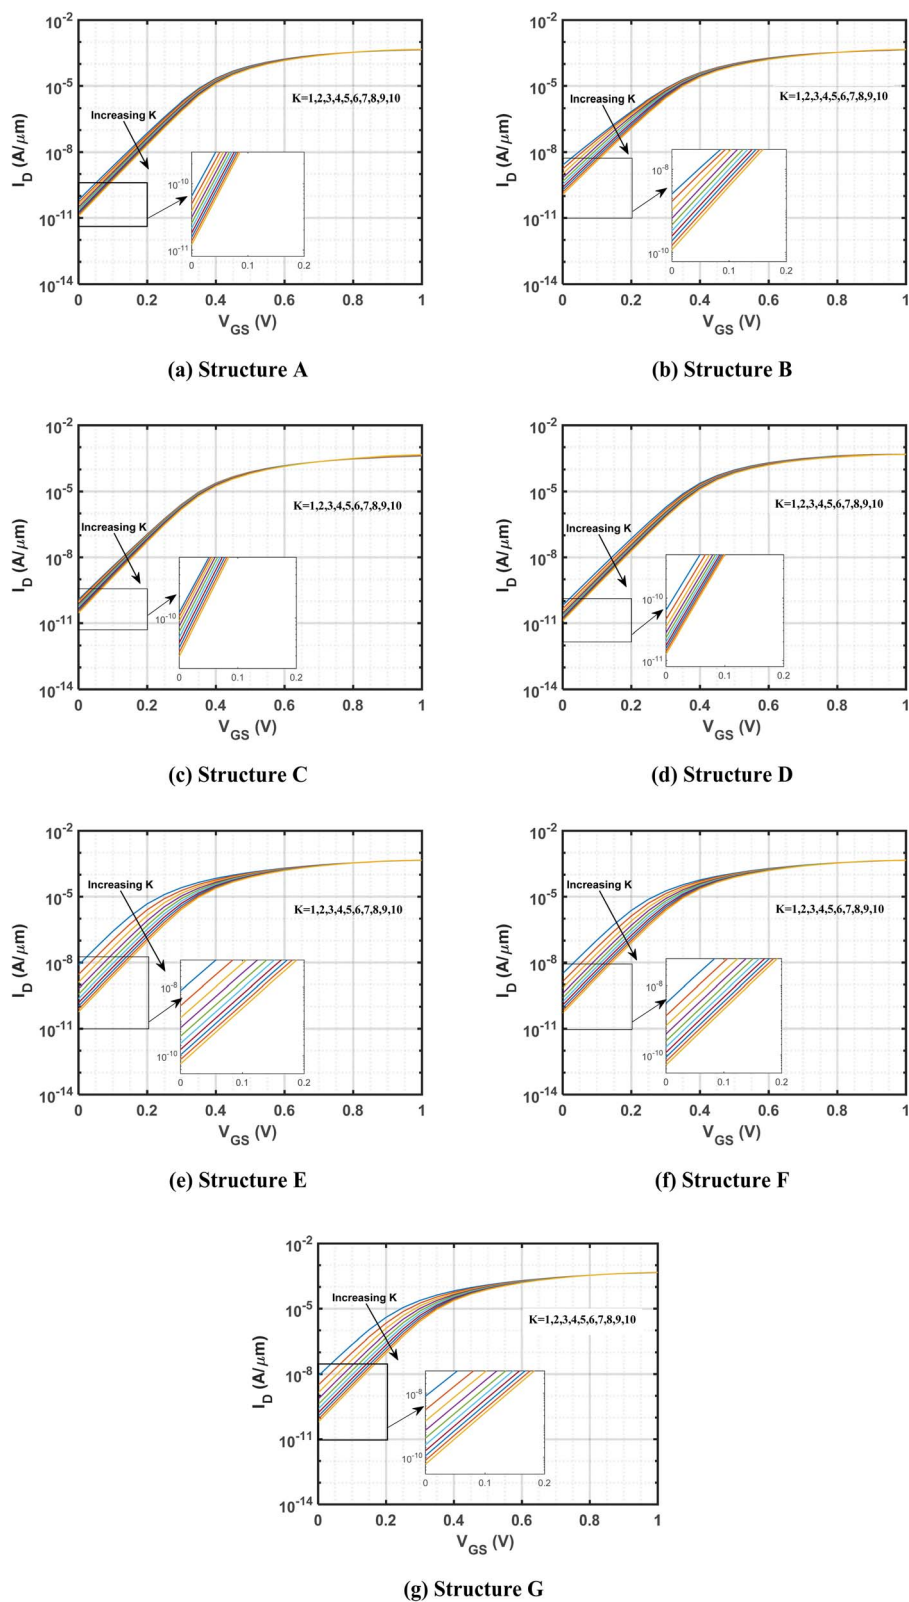 10^-2
10^-5
10^-8
10^-11
10^-14
I_D (A/μm)
Increasing K
K=1,2,3,4,5,6,7,8,9,10
10^-10
10^-11
0 0.1 0.2
0 0.2 0.4 0.6 0.8 1
V_GS (V)
(a) Structure A
10^-2
10^-5
10^-8
10^-11
10^-14
I_D (A/μm)
Increasing K
K=1,2,3,4,5,6,7,8,9,10
10^-8
10^-10
0 0.1 0.2
0 0.2 0.4 0.6 0.8 1
V_GS (V)
(b) Structure B
10^-2
10^-5
10^-8
10^-11
10^-14
I_D (A/μm)
Increasing K
K=1,2,3,4,5,6,7,8,9,10
10^-10
0 0.1 0.2
0 0.2 0.4 0.6 0.8 1
V_GS (V)
(c) Structure C
10^-2
10^-5
10^-8
10^-11
10^-14
I_D (A/μm)
Increasing K
K=1,2,3,4,5,6,7,8,9,10
10^-10
10^-11
0 0.1 0.2
0 0.2 0.4 0.6 0.8 1
V_GS (V)
(d) Structure D
10^-2
10^-5
10^-8
10^-11
10^-14
I_D (A/μm)
Increasing K
K=1,2,3,4,5,6,7,8,9,10
10^-8
10^-10
0 0.1 0.2
0 0.2 0.4 0.6 0.8 1
V_GS (V)
(e) Structure E
10^-2
10^-5
10^-8
10^-11
10^-14
I_D (A/μm)
Increasing K
K=1,2,3,4,5,6,7,8,9,10
10^-8
10^-10
0 0.1 0.2
0 0.2 0.4 0.6 0.8 1
V_GS (V)
(f) Structure F
10^-2
10^-5
10^-8
10^-11
10^-14
I_D (A/μm)
Increasing K
K=1,2,3,4,5,6,7,8,9,10
10^-8
10^-10
0 0.1 0.2
0 0.2 0.4 0.6 0.8 1
V_GS (V)
(g) Structure G